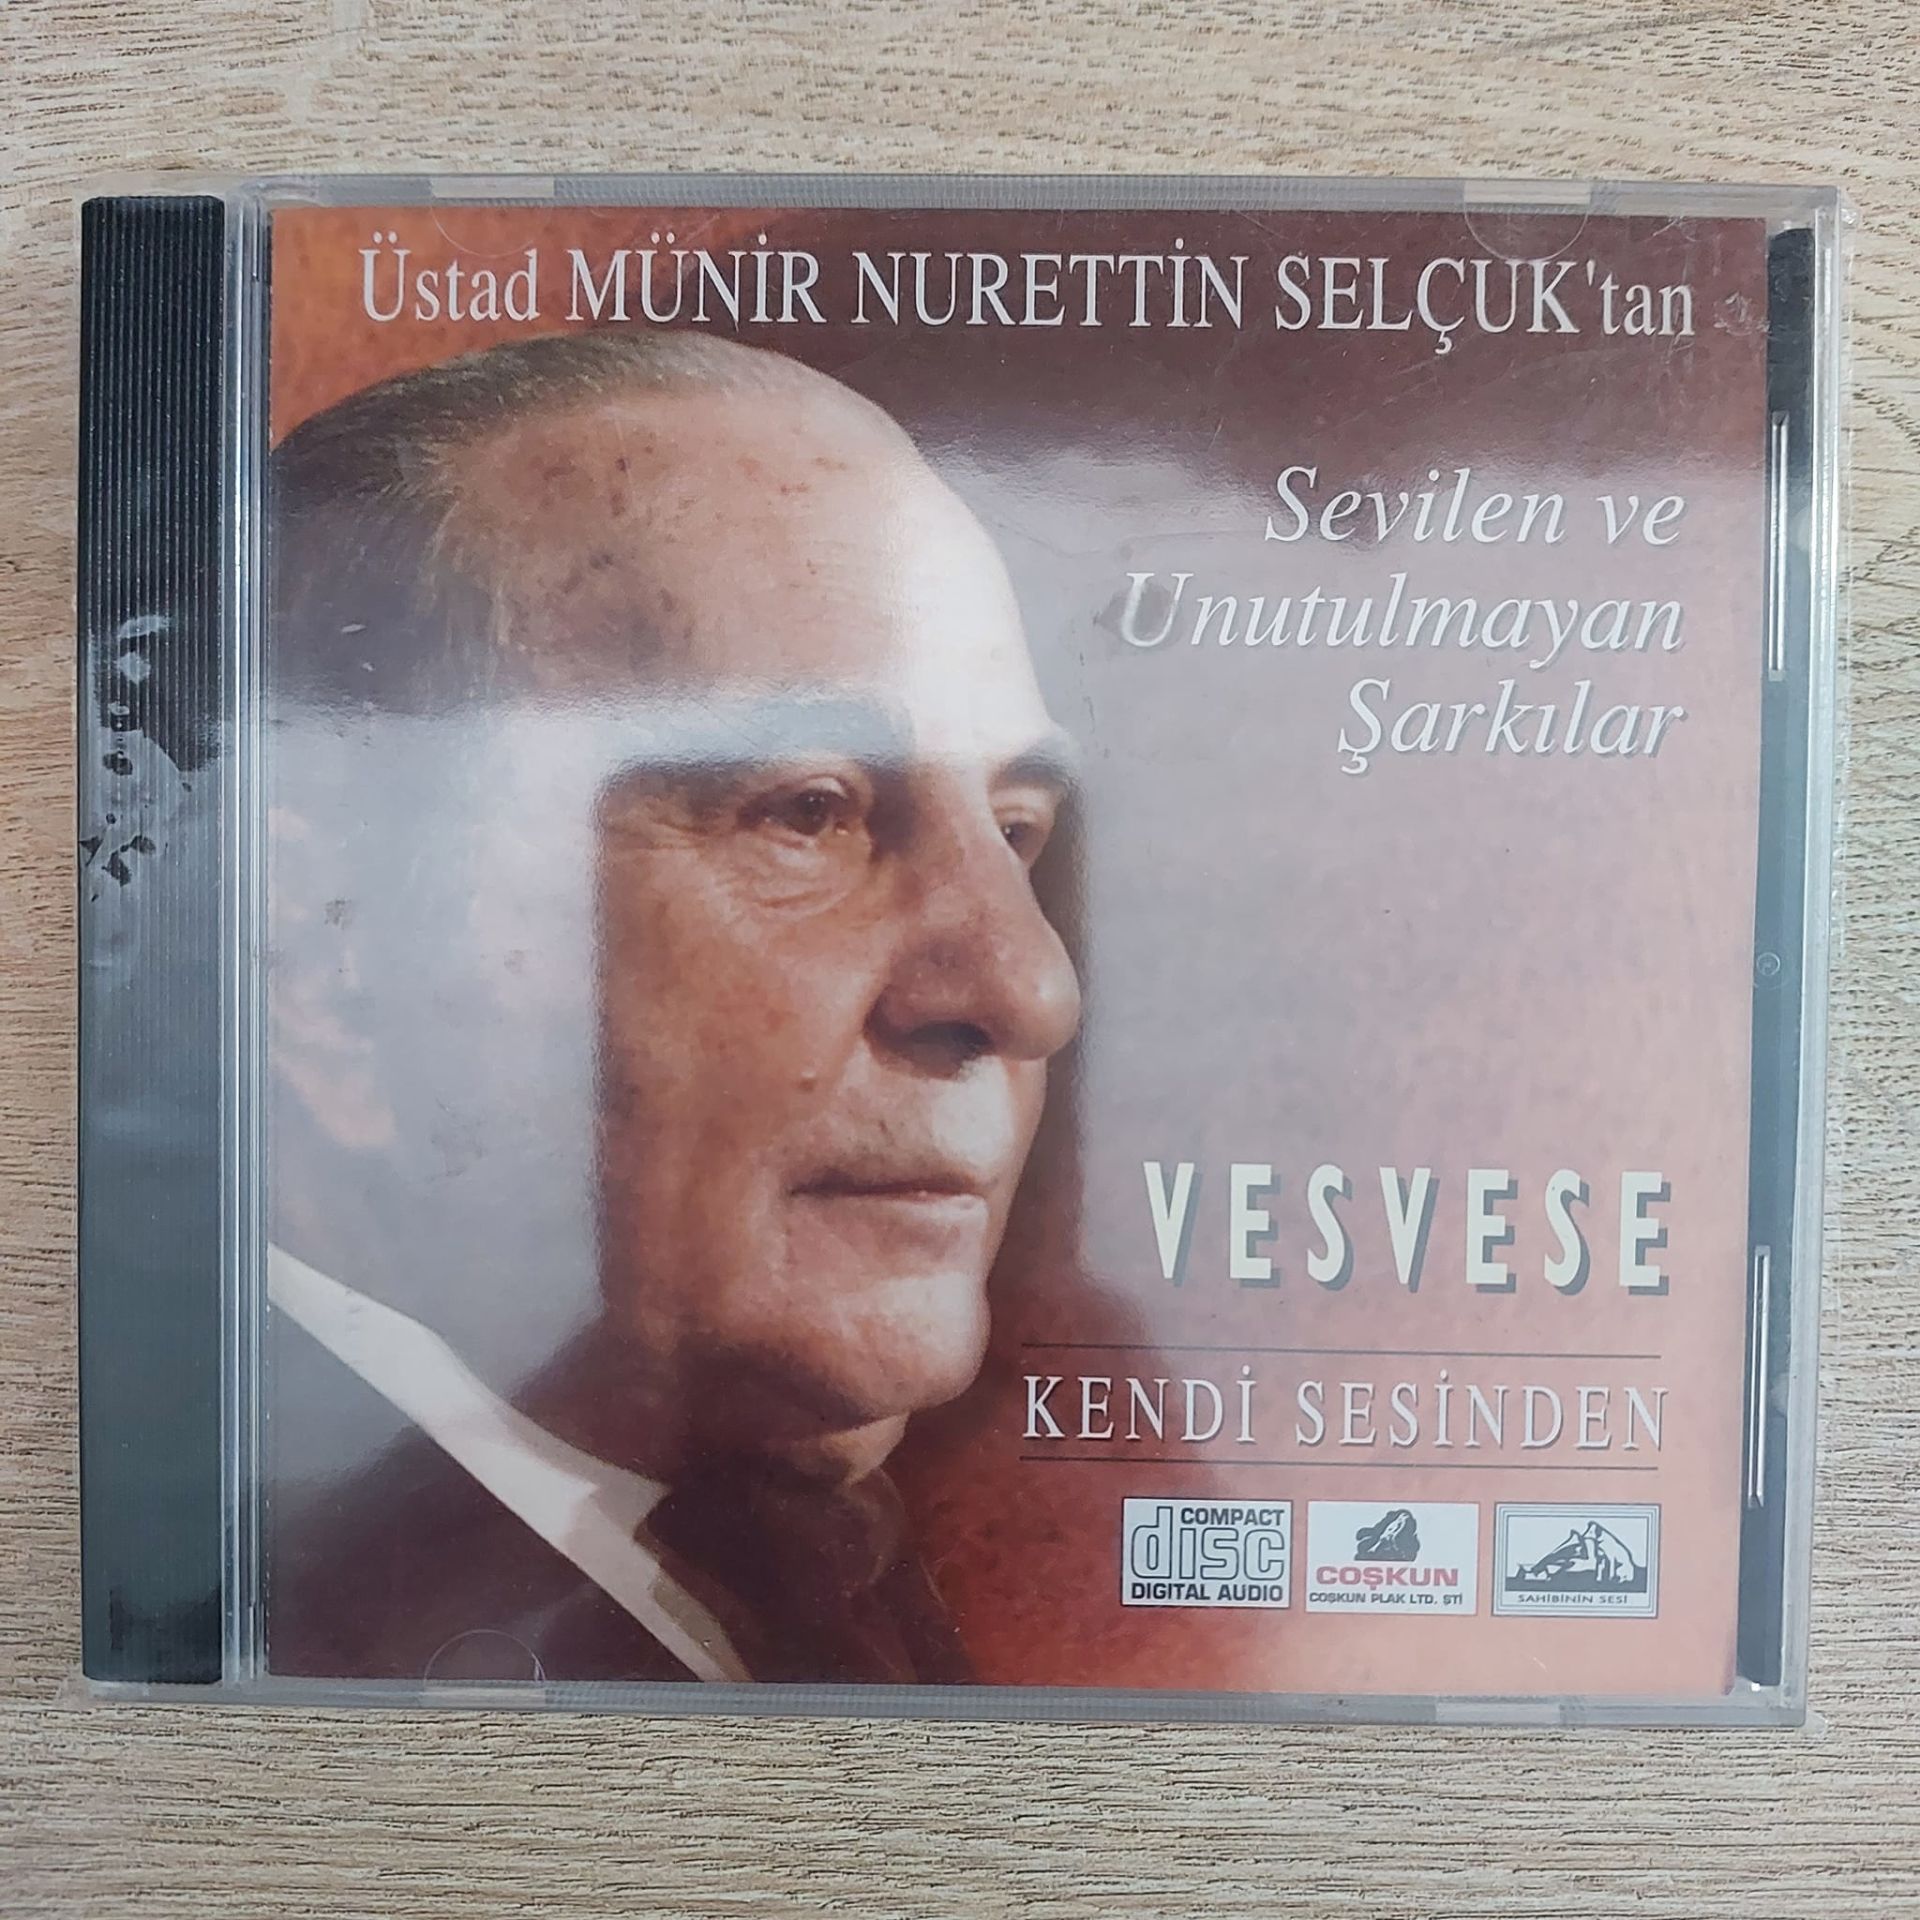 Üstad MÜNİR NURETTİN SELÇUK'tan
Sevilen ve
Unutulmayan
Şarkılar
VESVESE
KENDİ SESİNDEN
COMPACT
disc
DIGITAL AUDIO
COŞKUN
COŞKUN PLAK LTD. ŞTİ
SAHİBİNİN SESİ